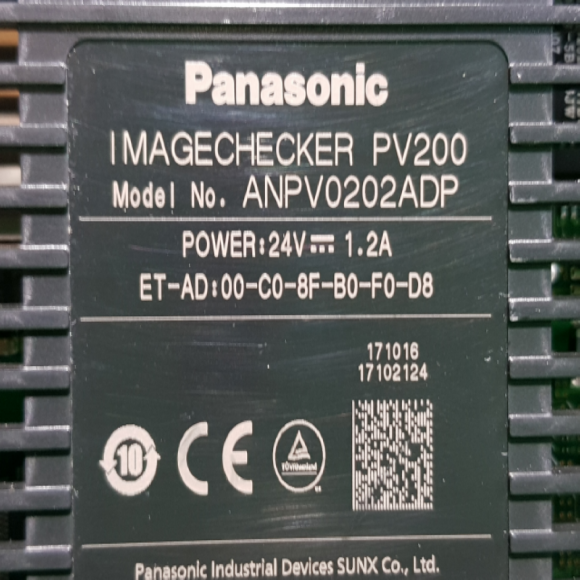 Panasonic
IMAGECHECKER PV200
Model No. ANPV0202ADP
POWER:24V⎓ 1.2A
ET-AD:00-C0-8F-B0-F0-D8
171016
17102124
10 CE
TÜVRheinland
Panasonic Industrial Devices SUNX Co., Ltd.